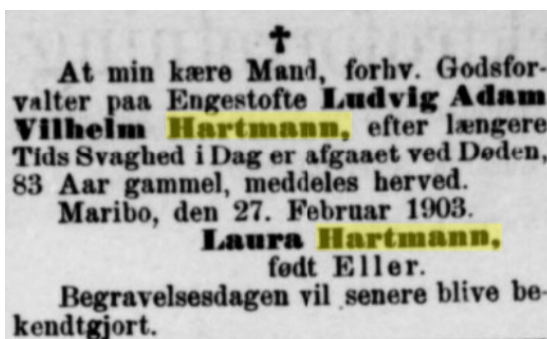 At min kære Mand, forhv. Godsfor-
valter paa Engestofte Ludvig Adam
Vilhelm Hartmann, efter længere
Tids Svaghed i Dag er afgaaet ved Døden,
83 Aar gammel, meddeles herved.
Maribo, den 27. Februar 1903.
Laura Hartmann,
født Eller.
Begravelsesdagen vil senere blive be-
kendtgjort.